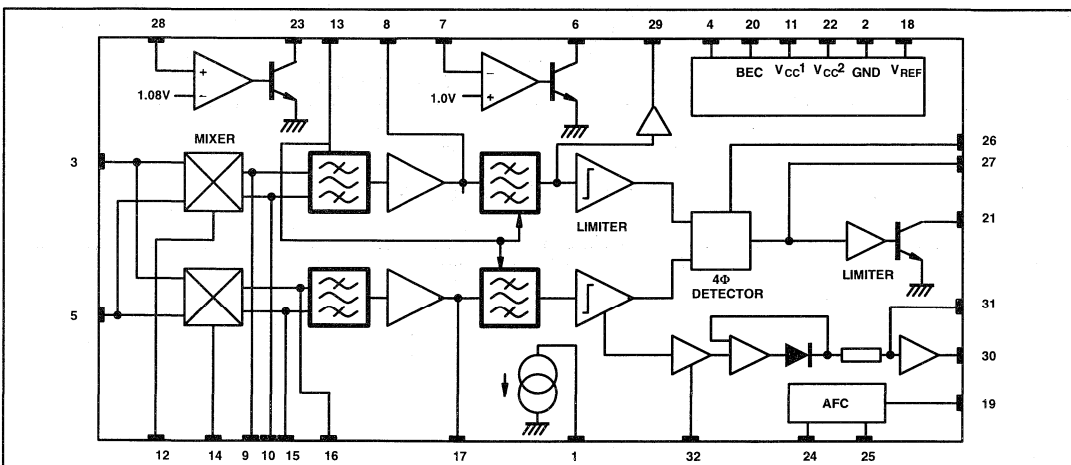 28 23 13 8 7 6 29 4 20 11 22 2 18
BEC VCC1 VCC2 GND VREF
+
-
1.08V
-
+
1.0V
MIXER
3
26
27
LIMITER
21
4Φ
DETECTOR
LIMITER
5
31
30
AFC
19
12 14 9 10 15 16 17 1 32 24 25